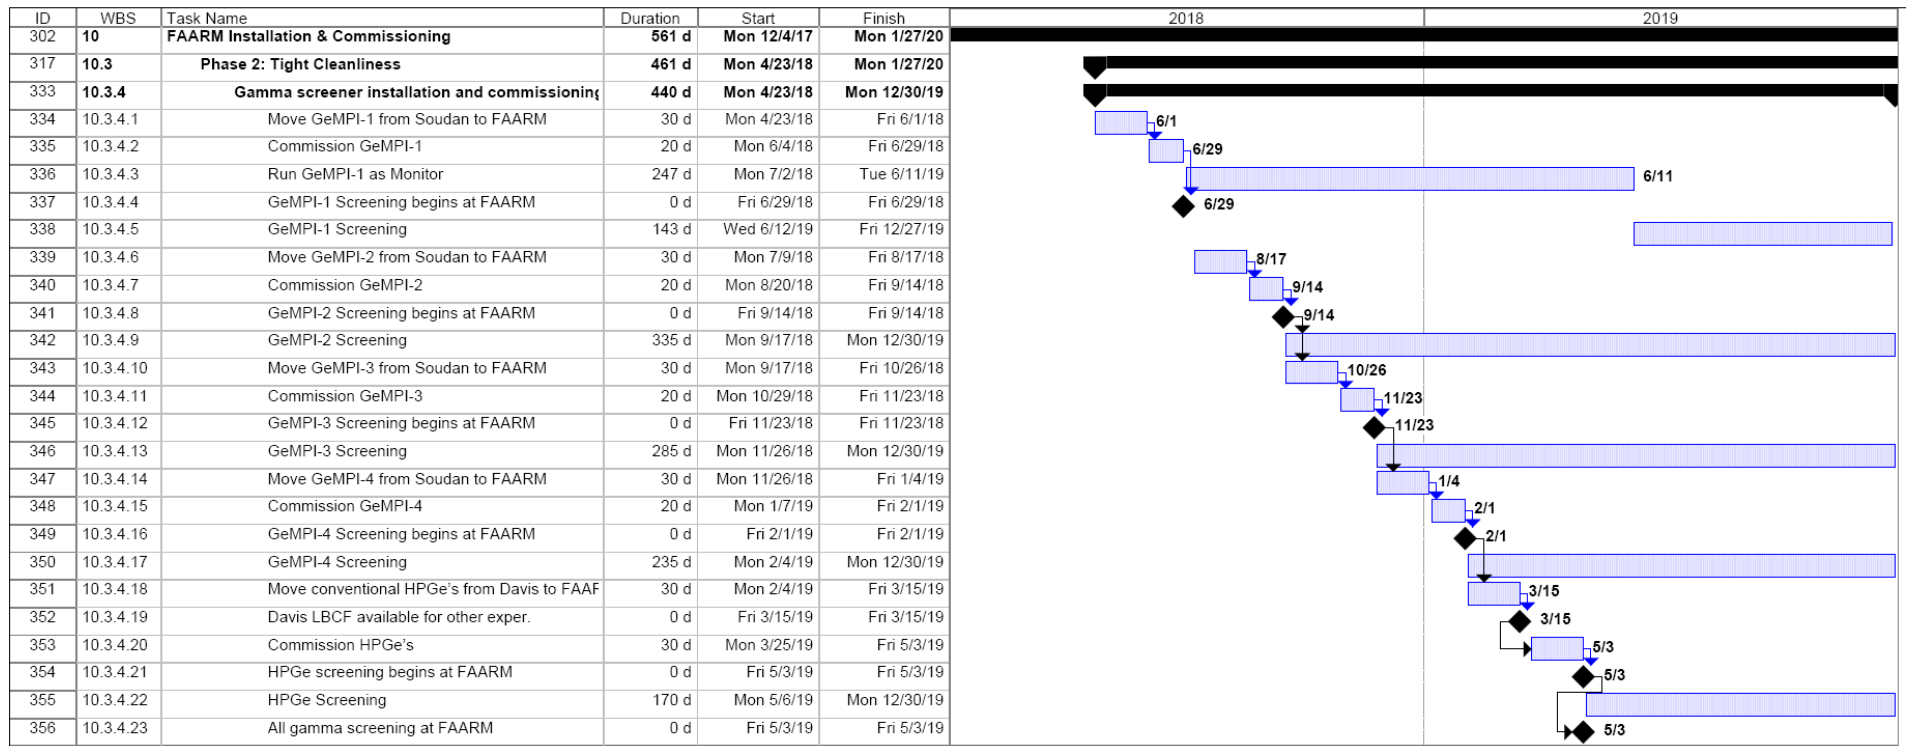 ID WBS Task Name Duration Start Finish 2018 2019
302 10 FAARM Installation & Commissioning 561 d Mon 12/4/17 Mon 1/27/20
317 10.3 Phase 2: Tight Cleanliness 461 d Mon 4/23/18 Mon 1/27/20
333 10.3.4 Gamma screener installation and commissioning 440 d Mon 4/23/18 Mon 12/30/19
334 10.3.4.1 Move GeMPI-1 from Soudan to FAARM 30 d Mon 4/23/18 Fri 6/1/18 6/1
335 10.3.4.2 Commission GeMPI-1 20 d Mon 6/4/18 Fri 6/29/18 6/29
336 10.3.4.3 Run GeMPI-1 as Monitor 247 d Mon 7/2/18 Tue 6/11/19 6/11
337 10.3.4.4 GeMPI-1 Screening begins at FAARM 0 d Fri 6/29/18 Fri 6/29/18 6/29
338 10.3.4.5 GeMPI-1 Screening 143 d Wed 6/12/19 Fri 12/27/19
339 10.3.4.6 Move GeMPI-2 from Soudan to FAARM 30 d Mon 7/9/18 Fri 8/17/18 8/17
340 10.3.4.7 Commission GeMPI-2 20 d Mon 8/20/18 Fri 9/14/18 9/14
341 10.3.4.8 GeMPI-2 Screening begins at FAARM 0 d Fri 9/14/18 Fri 9/14/18 9/14
342 10.3.4.9 GeMPI-2 Screening 335 d Mon 9/17/18 Mon 12/30/19
343 10.3.4.10 Move GeMPI-3 from Soudan to FAARM 30 d Mon 9/17/18 Fri 10/26/18 10/26
344 10.3.4.11 Commission GeMPI-3 20 d Mon 10/29/18 Fri 11/23/18 11/23
345 10.3.4.12 GeMPI-3 Screening begins at FAARM 0 d Fri 11/23/18 Fri 11/23/18 11/23
346 10.3.4.13 GeMPI-3 Screening 285 d Mon 11/26/18 Mon 12/30/19
347 10.3.4.14 Move GeMPI-4 from Soudan to FAARM 30 d Mon 11/26/18 Fri 1/4/19 1/4
348 10.3.4.15 Commission GeMPI-4 20 d Mon 1/7/19 Fri 2/1/19 2/1
349 10.3.4.16 GeMPI-4 Screening begins at FAARM 0 d Fri 2/1/19 Fri 2/1/19 2/1
350 10.3.4.17 GeMPI-4 Screening 235 d Mon 2/4/19 Mon 12/30/19
351 10.3.4.18 Move conventional HPGe's from Davis to FAAF 30 d Mon 2/4/19 Fri 3/15/19 3/15
352 10.3.4.19 Davis LBCF available for other exper. 0 d Fri 3/15/19 Fri 3/15/19 3/15
353 10.3.4.20 Commission HPGe's 30 d Mon 3/25/19 Fri 5/3/19 5/3
354 10.3.4.21 HPGe screening begins at FAARM 0 d Fri 5/3/19 Fri 5/3/19 5/3
355 10.3.4.22 HPGe Screening 170 d Mon 5/6/19 Mon 12/30/19
356 10.3.4.23 All gamma screening at FAARM 0 d Fri 5/3/19 Fri 5/3/19 5/3